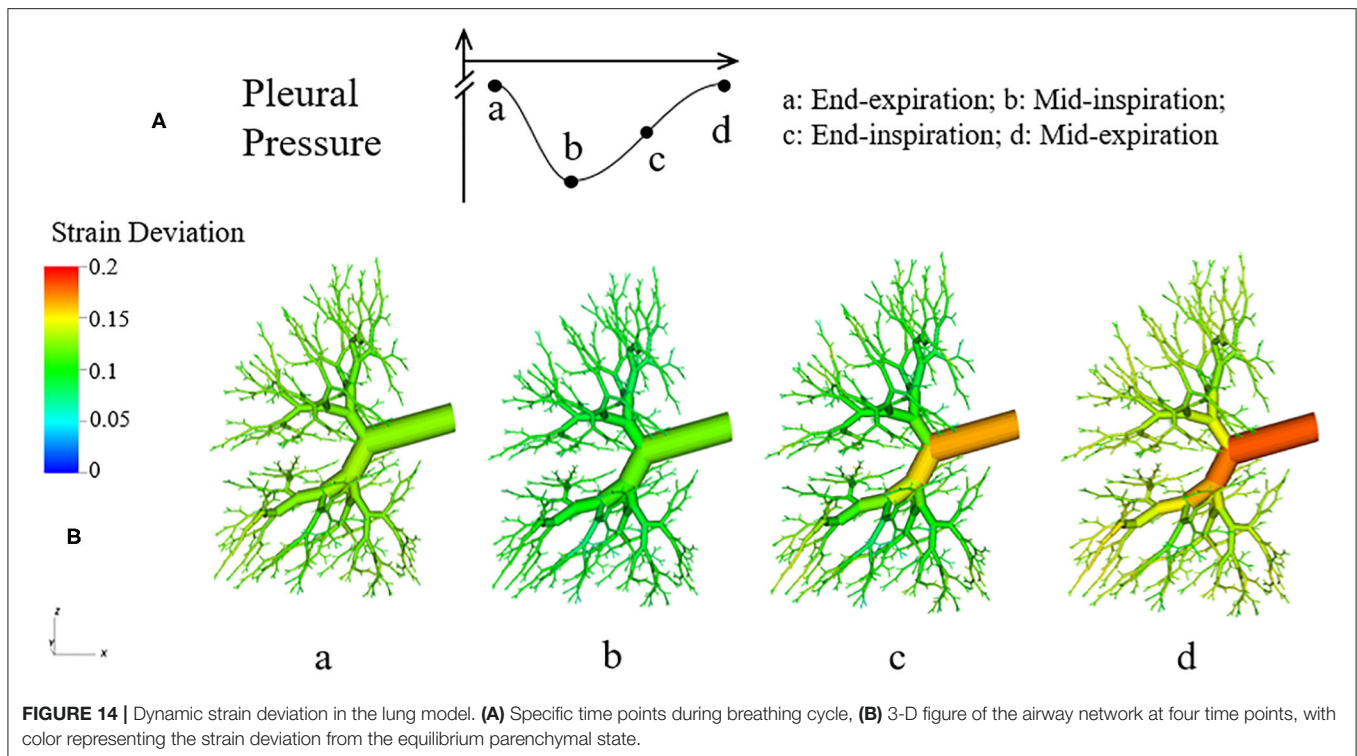 Pleural
Pressure
A
a
b
c
d
a: End-expiration; b: Mid-inspiration;
c: End-inspiration; d: Mid-expiration
Strain Deviation
0.2
0.15
0.1
0.05
0
B
z
Y
x
a
b
c
d
FIGURE 14 | Dynamic strain deviation in the lung model. (A) Specific time points during breathing cycle, (B) 3-D figure of the airway network at four time points, with
color representing the strain deviation from the equilibrium parenchymal state.